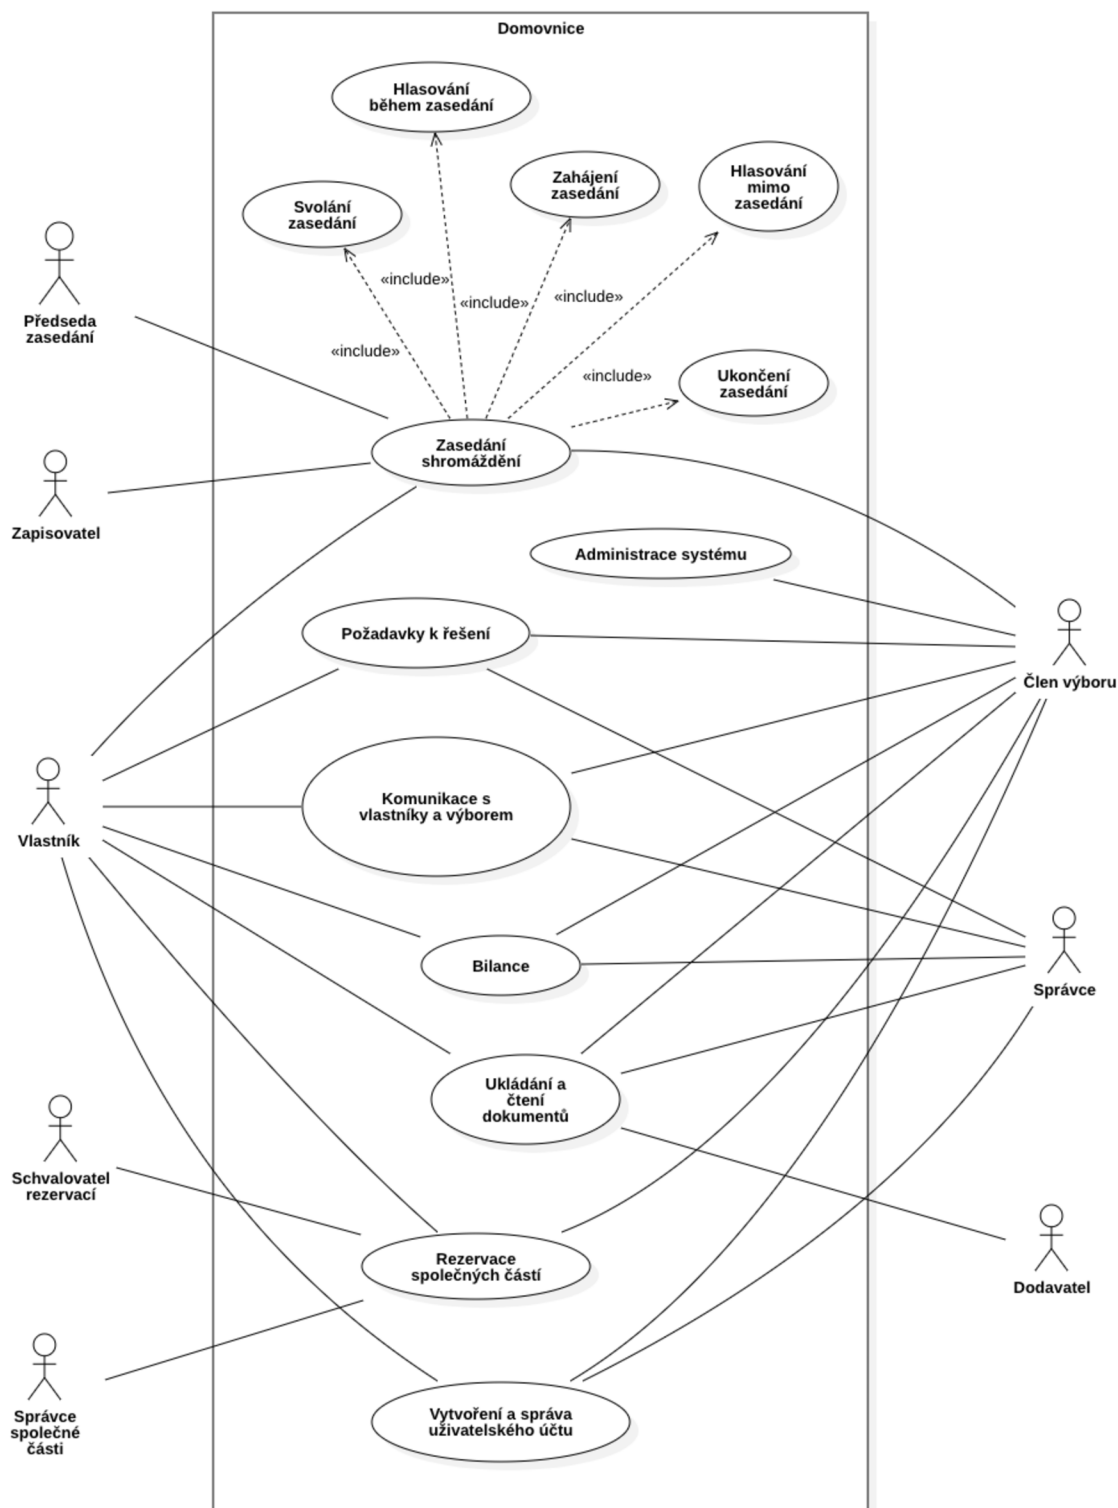 Domovnice
Hlasování
během zasedání
Zahájení
zasedání
Hlasování
mimo
zasedání
Svolání
zasedání
«include»
«include»
«include»
«include»
«include»
Předseda
zasedání
Ukončení
zasedání
Zasedání
shromáždění
Zapisovatel
Administrace systému
Požadavky k řešení
Člen výboru
Komunikace s
vlastníky a výborem
Vlastník
Bilance
Správce
Ukládání a
čtení
dokumentů
Schvalovatel
rezervací
Rezervace
společných částí
Dodavatel
Správce
společné
části
Vytvoření a správa
uživatelského účtu